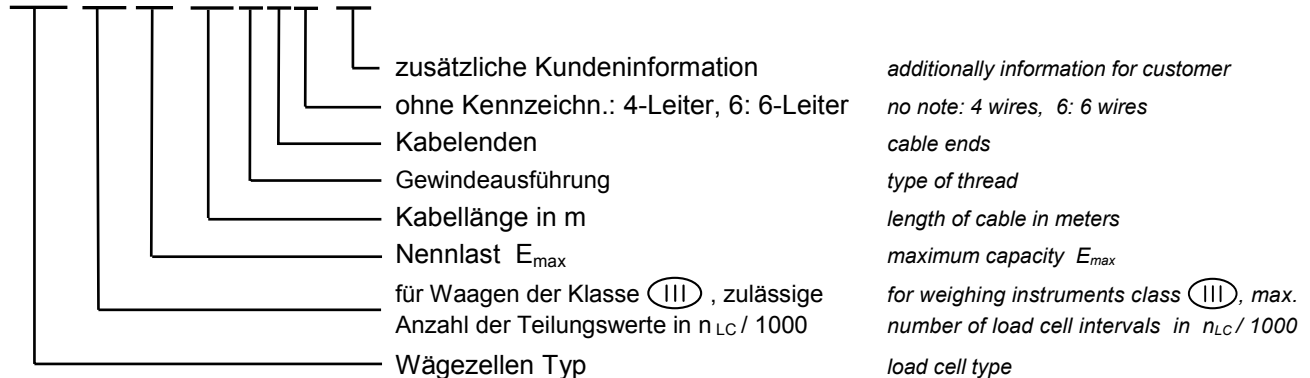 zusätzliche Kundeninformation additionally information for customer
ohne Kennzeichn.: 4-Leiter, 6: 6-Leiter no note: 4 wires, 6: 6 wires
Kabelenden cable ends
Gewindeausführung type of thread
Kabellänge in m length of cable in meters
Nennlast Emax maximum capacity Emax
für Waagen der Klasse III , zulässige for weighing instruments class III, max.
Anzahl der Teilungswerte in n LC / 1000 number of load cell intervals in nLC / 1000
Wägezellen Typ load cell type